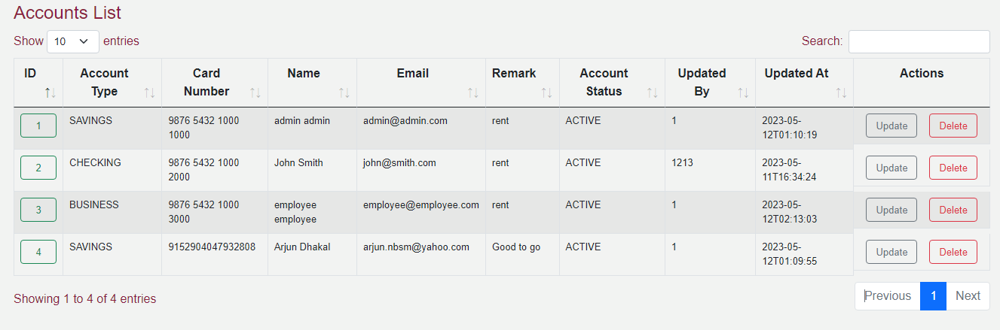 Accounts List
Show 10 entries Search:
ID Account Type Card Number Name Email Remark Account Status Updated By Updated At Actions
1 SAVINGS 9876 5432 1000 1000 admin admin admin@admin.com rent ACTIVE 1 2023-05-12T01:10:19 Update Delete
2 CHECKING 9876 5432 1000 2000 John Smith john@smith.com rent ACTIVE 1213 2023-05-11T16:34:24 Update Delete
3 BUSINESS 9876 5432 1000 3000 employee employee employee@employee.com rent ACTIVE 1 2023-05-12T02:13:03 Update Delete
4 SAVINGS 9152904047932808 Arjun Dhakal arjun.nbsm@yahoo.com Good to go ACTIVE 1 2023-05-12T01:09:55 Update Delete
Showing 1 to 4 of 4 entries Previous 1 Next